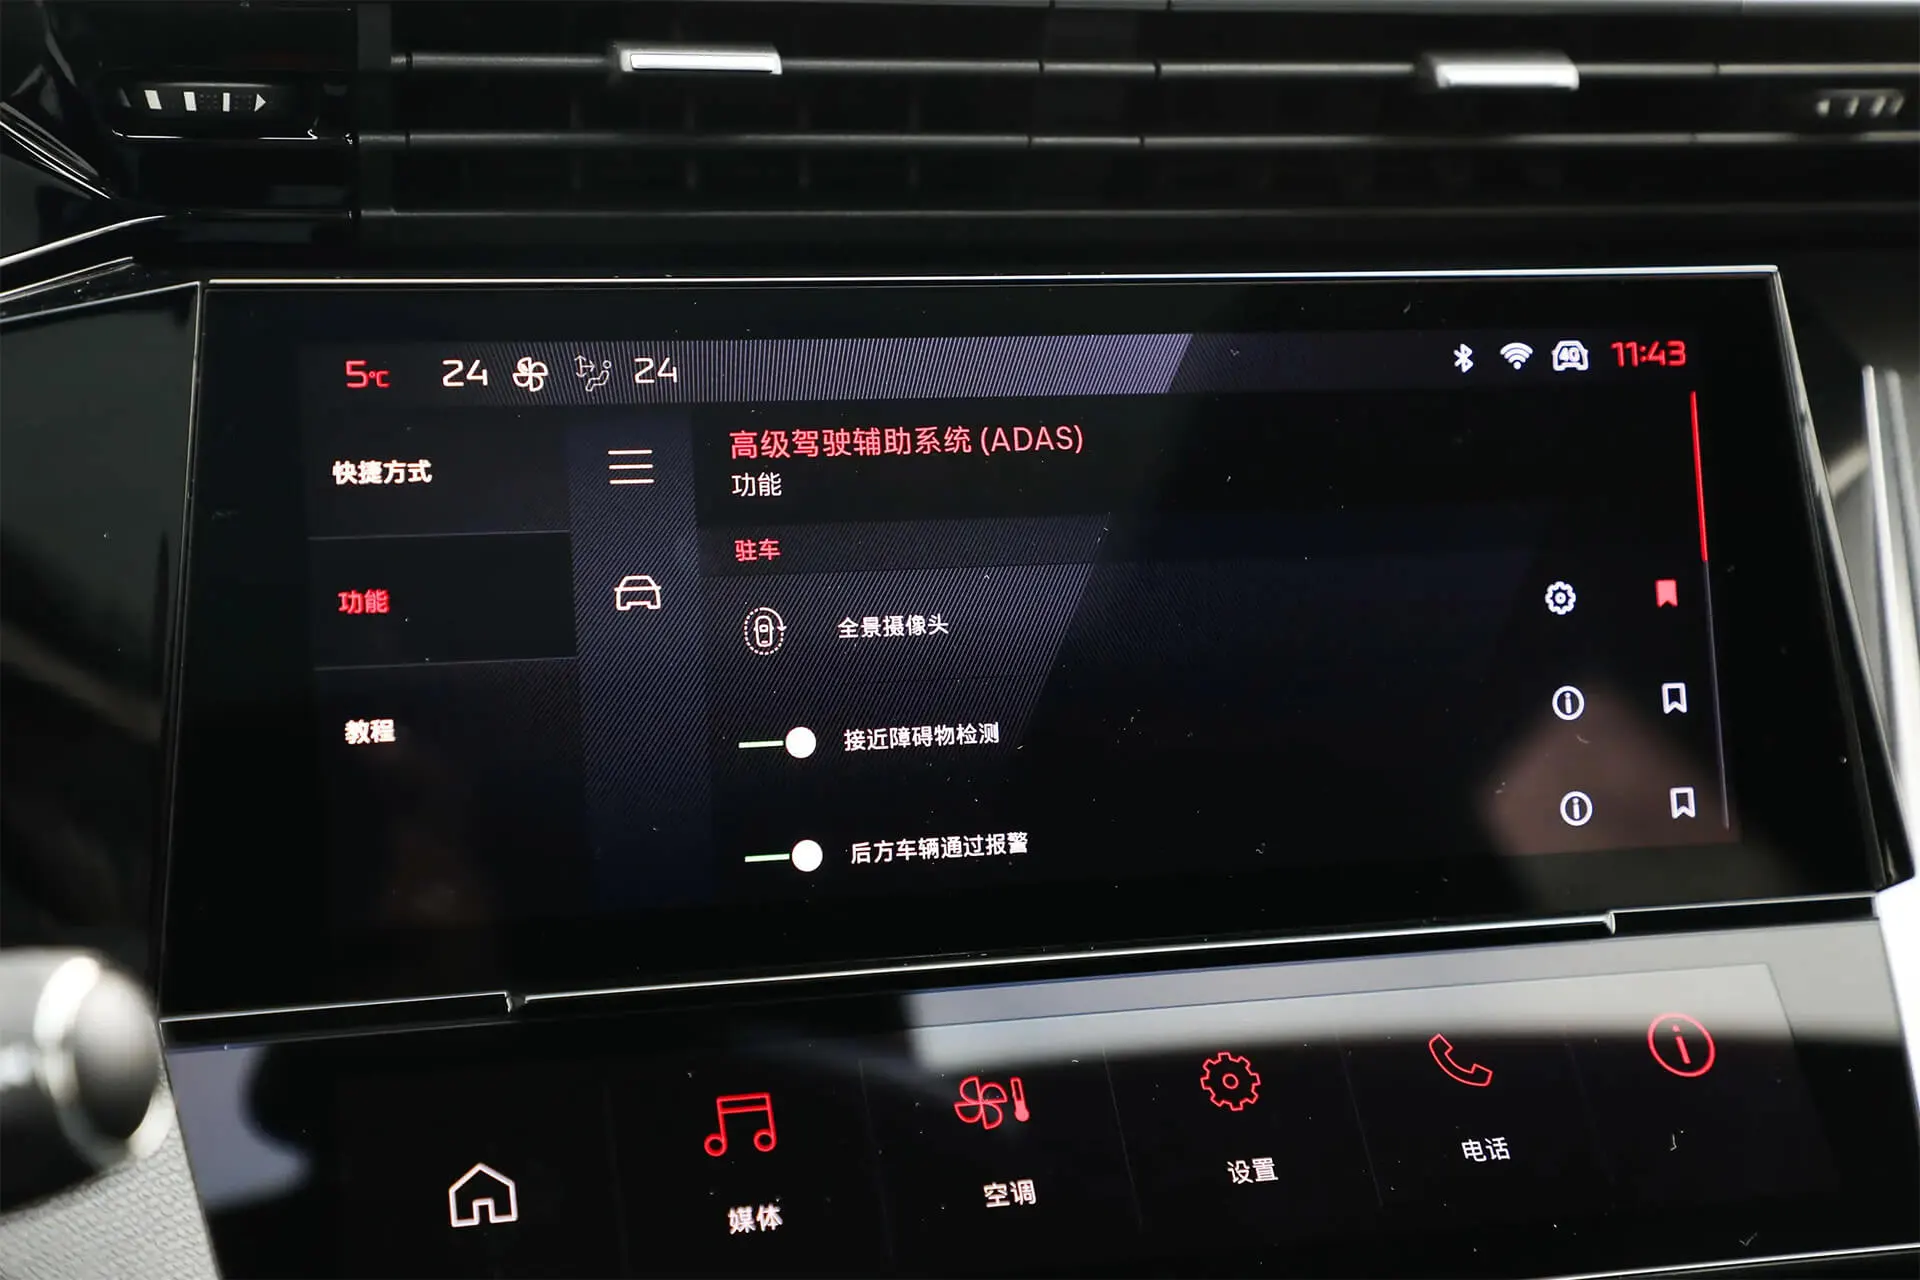 5°C 24 24 4G 11:43
快捷方式
功能
教程
高级驾驶辅助系统 (ADAS)
功能
驻车
全景摄像头
接近障碍物检测
后方车辆通过报警
媒体
空调
设置
电话